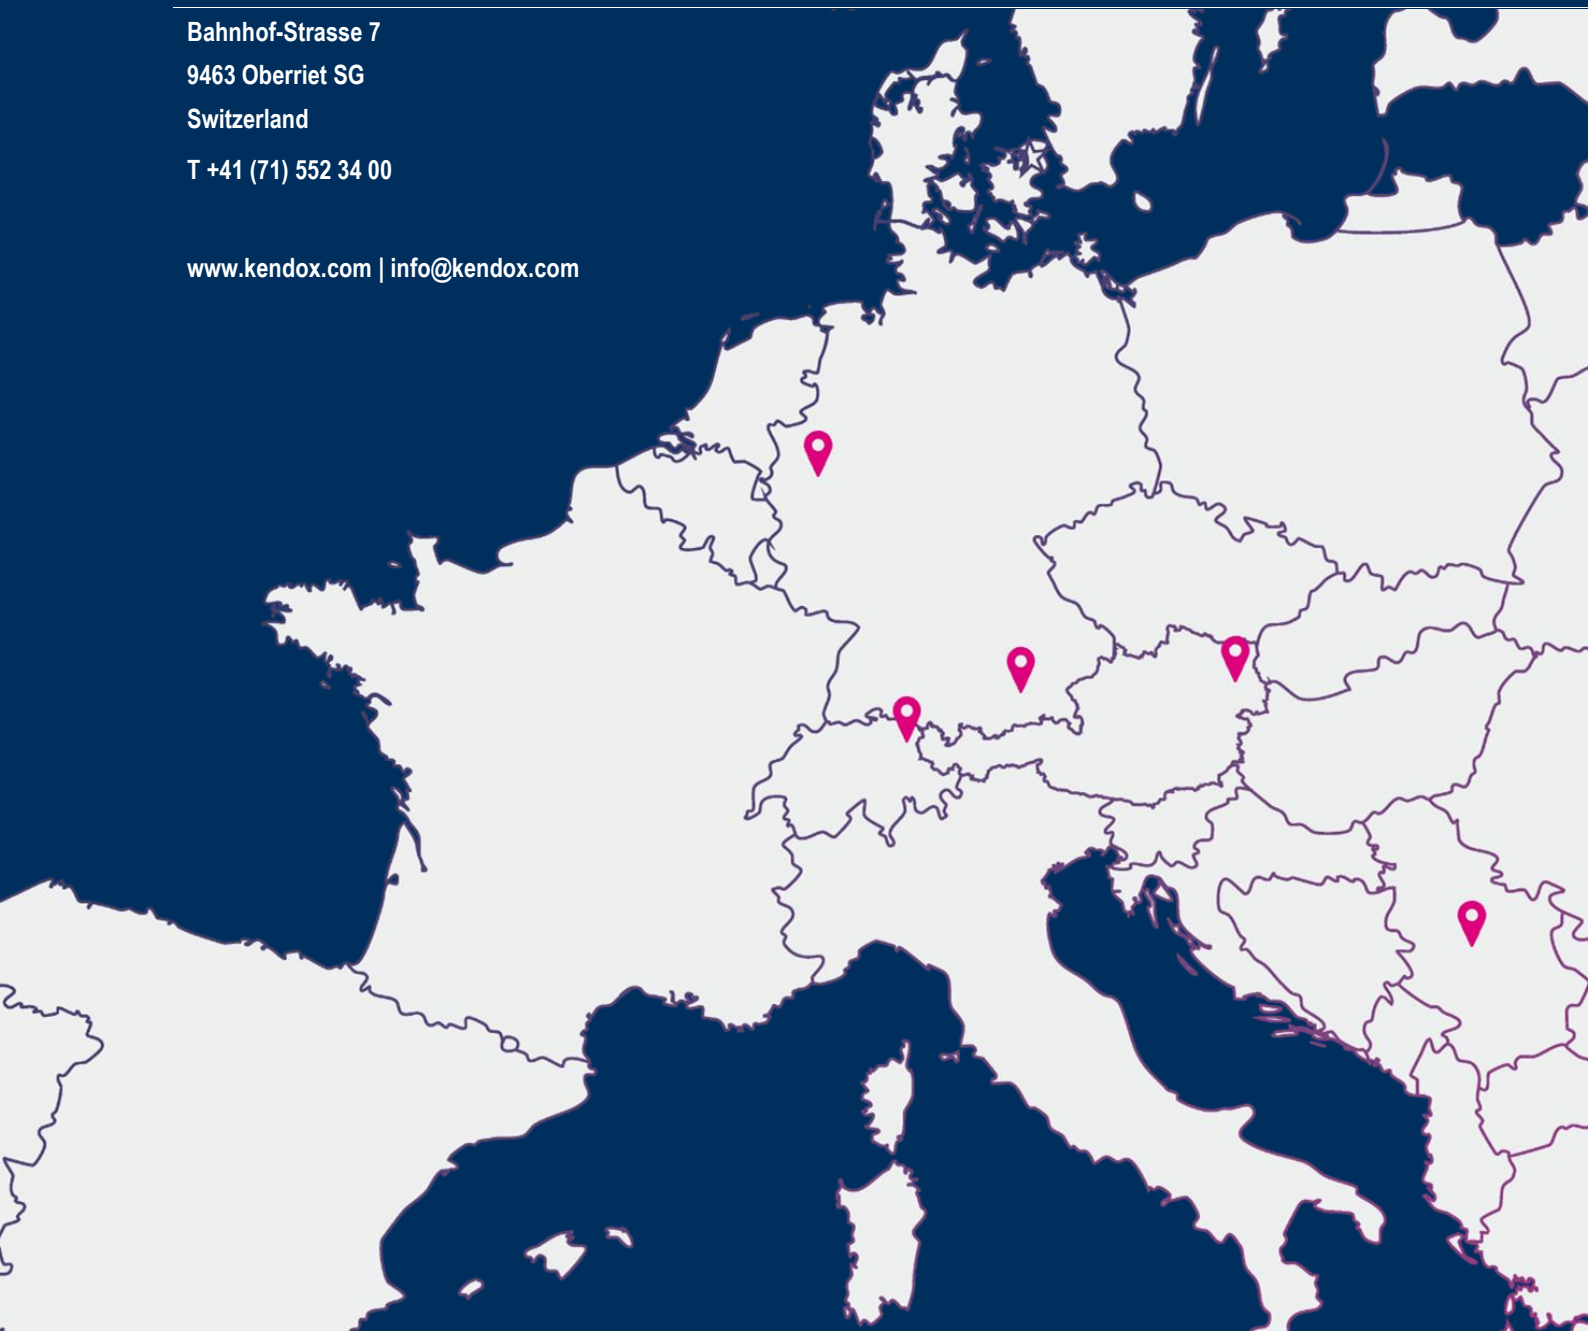 Bahnhof-Strasse 7
9463 Oberriet SG
Switzerland
T +41 (71) 552 34 00
www.kendox.com | info@kendox.com